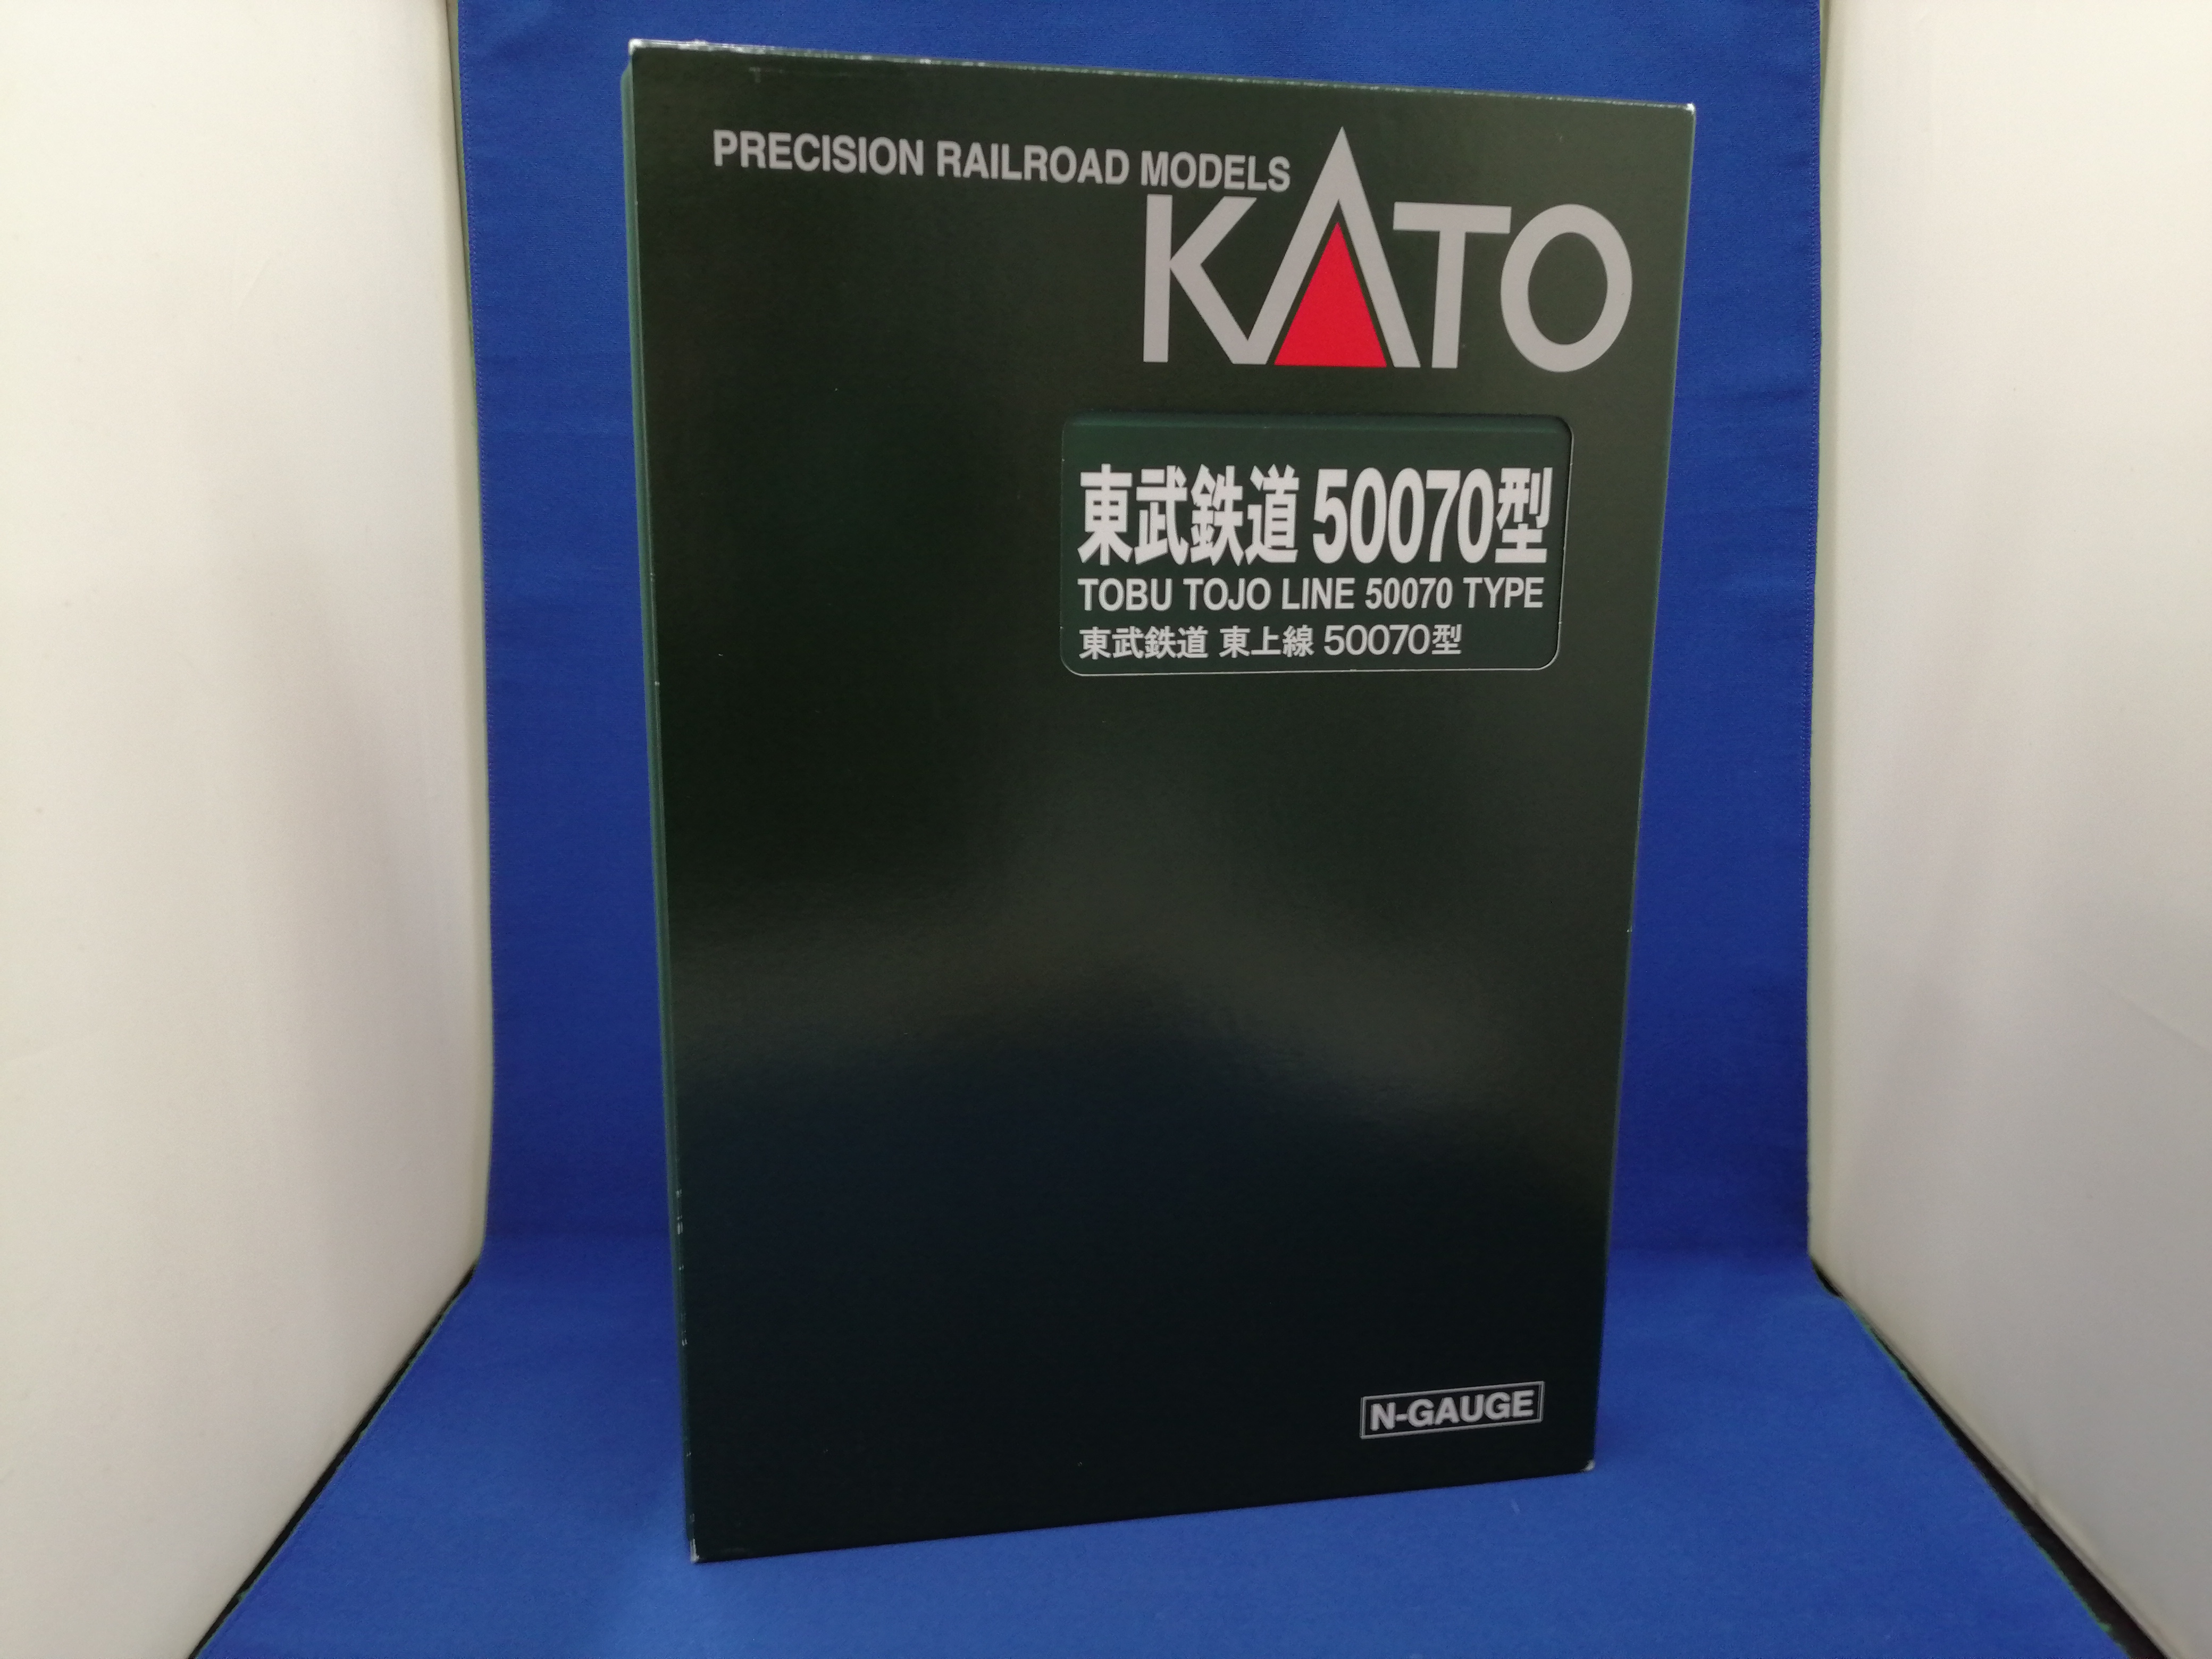 PRECISION RAILROAD MODELS
KATO
東武鉄道 50070型
TOBU TOJO LINE 50070 TYPE
東武鉄道 東上線 50070型
N-GAUGE